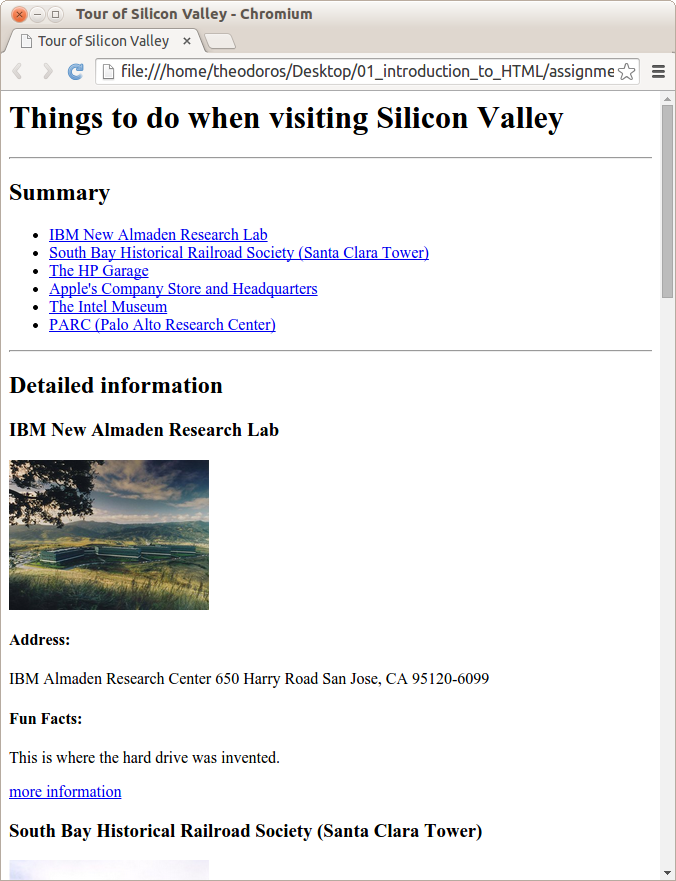 Tour of Silicon Valley - Chromium
Tour of Silicon Valley
file:///home/theodoros/Desktop/01_introduction_to_HTML/assignme
Things to do when visiting Silicon Valley
Summary
IBM New Almaden Research Lab
South Bay Historical Railroad Society (Santa Clara Tower)
The HP Garage
Apple's Company Store and Headquarters
The Intel Museum
PARC (Palo Alto Research Center)
Detailed information
IBM New Almaden Research Lab
Address:
IBM Almaden Research Center 650 Harry Road San Jose, CA 95120-6099
Fun Facts:
This is where the hard drive was invented.
more information
South Bay Historical Railroad Society (Santa Clara Tower)